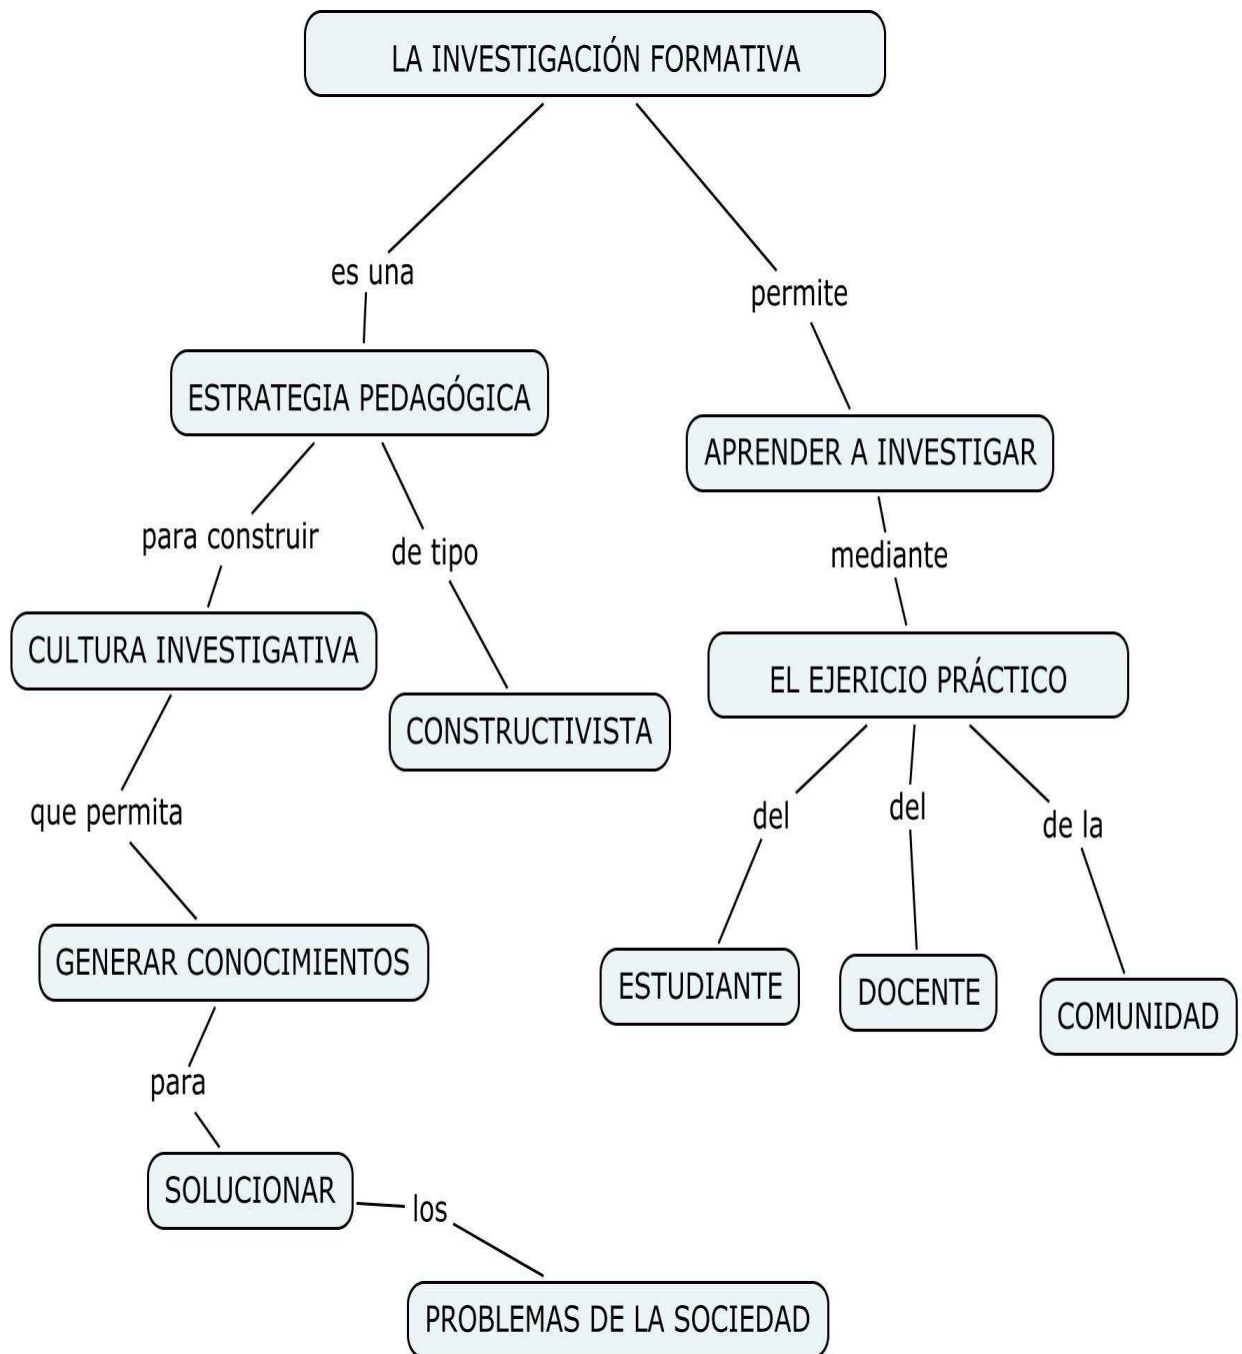 LA INVESTIGACIÓN FORMATIVA
es una
permite
ESTRATEGIA PEDAGÓGICA
APRENDER A INVESTIGAR
para construir
de tipo
mediante
CULTURA INVESTIGATIVA
CONSTRUCTIVISTA
EL EJERICIO PRÁCTICO
que permita
del
del
de la
GENERAR CONOCIMIENTOS
ESTUDIANTE
DOCENTE
COMUNIDAD
para
SOLUCIONAR
los
PROBLEMAS DE LA SOCIEDAD